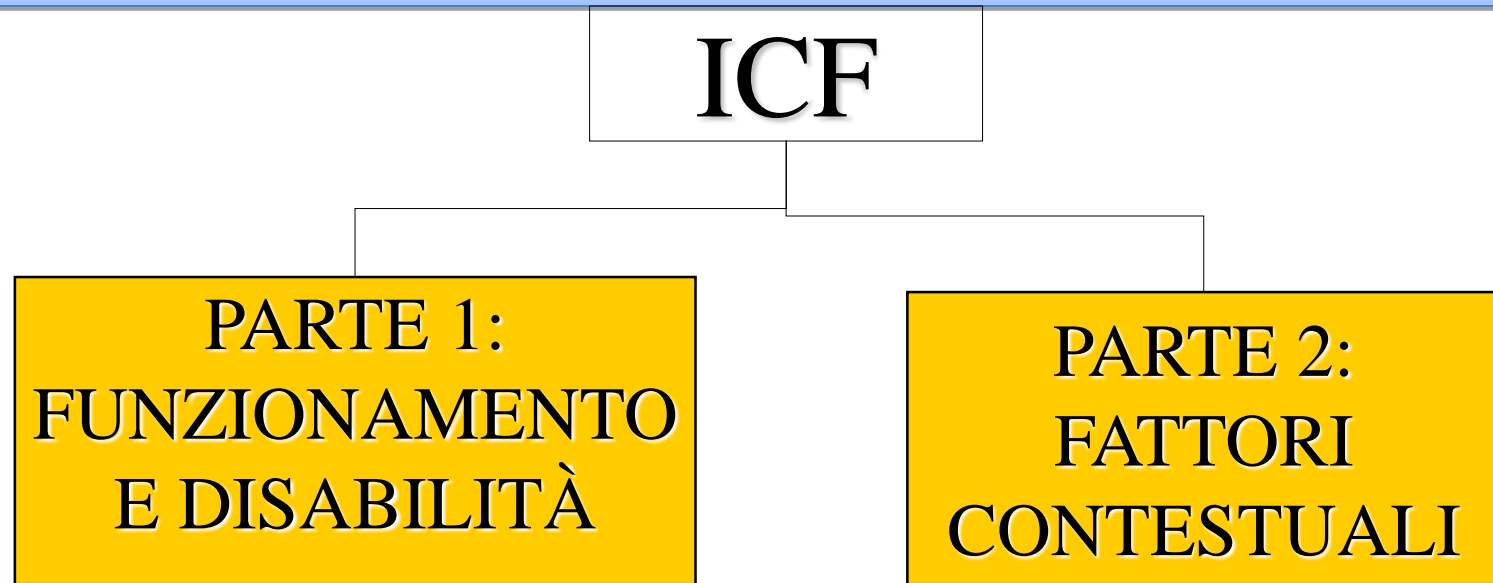 ICF
PARTE 1:
FUNZIONAMENTO
E DISABILITÀ
PARTE 2:
FATTORI
CONTESTUALI